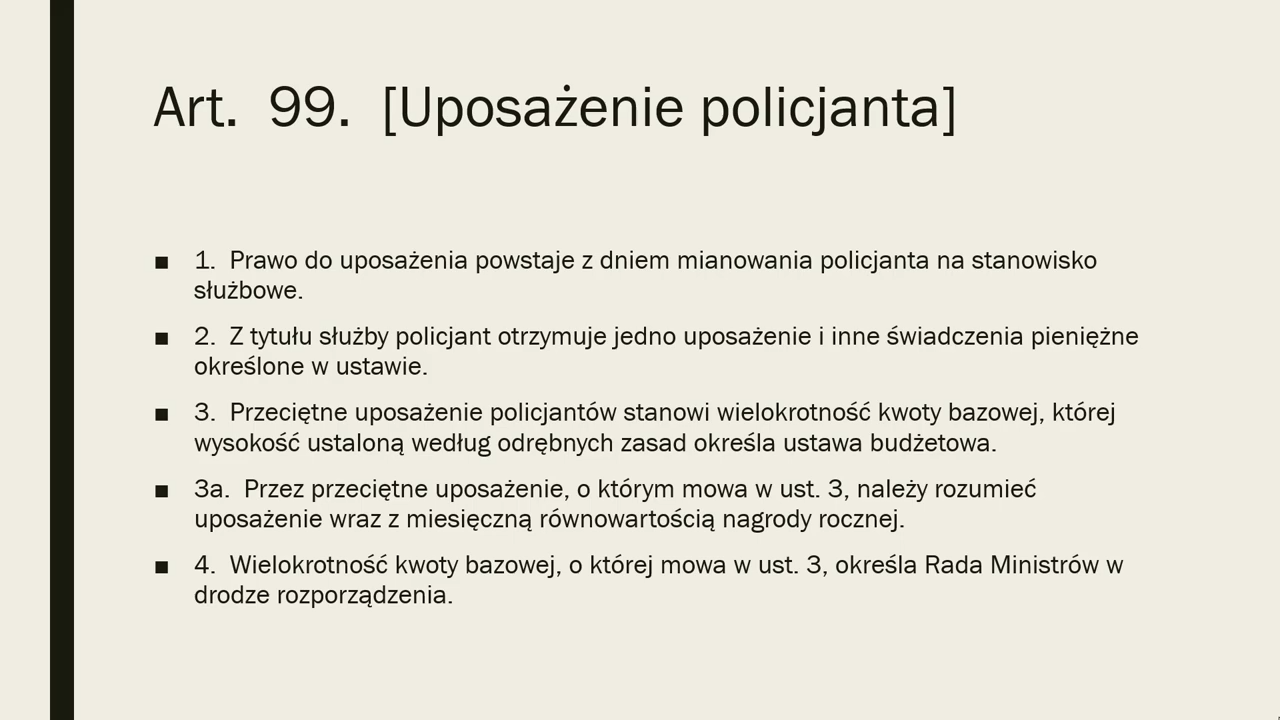 Art. 99. [Uposażenie policjanta]
■ 1. Prawo do uposażenia powstaje z dniem mianowania policjanta na stanowisko
służbowe.
■ 2. Z tytułu służby policjant otrzymuje jedno uposażenie i inne świadczenia pieniężne
określone w ustawie.
■ 3. Przeciętne uposażenie policjantów stanowi wielokrotność kwoty bazowej, której
wysokość ustaloną według odrębnych zasad określa ustawa budżetowa.
■ 3a. Przez przeciętne uposażenie, o którym mowa w ust. 3, należy rozumieć
uposażenie wraz z miesięczną równowartością nagrody rocznej.
■ 4. Wielokrotność kwoty bazowej, o której mowa w ust. 3, określa Rada Ministrów w
drodze rozporządzenia.